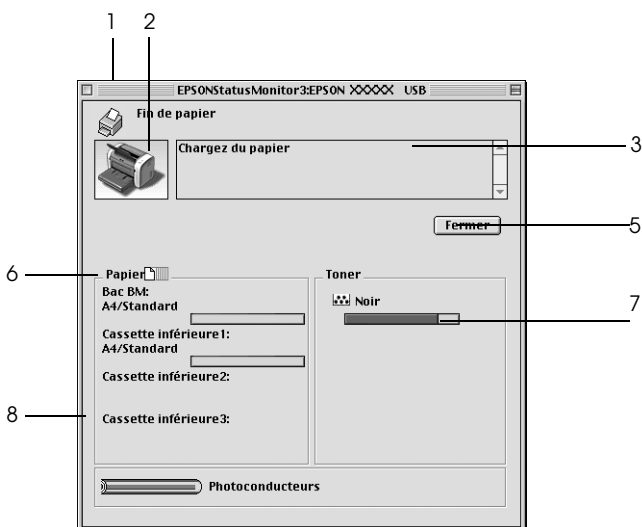 1 2
EPSONStatusMonitor3:EPSON XXXXX USB
Fin de papier
Chargez du papier
3
Fermer
5
6
Papier
Bac BM:
A4/Standard
Cassette inférieure1:
A4/Standard
Cassette inférieure2:
Cassette inférieure3:
Toner
Noir
7
8
Photoconducteurs